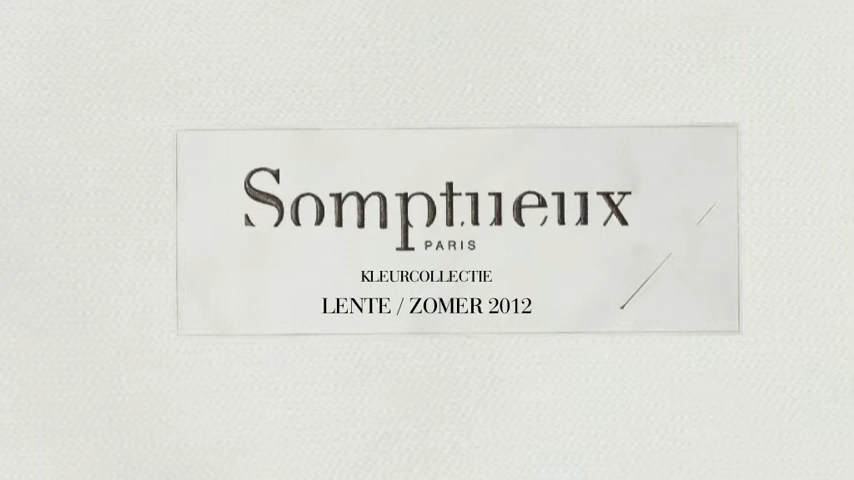 Somptueux
PARIS
KLEURCOLLECTIE
LENTE / ZOMER 2012